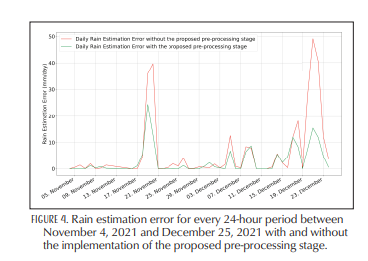 50
40
30
20
10
0
Rain Estimation Error (mm/day)
Daily Rain Estimation Error without the proposed pre-processing stage
Daily Rain Estimation Error with the proposed pre-processing stage
05. November
09. November
13. November
17. November
21. November
25. November
29. November
03. December
07. December
11. December
15. December
19. December
23. December
FIGURE 4. Rain estimation error for every 24-hour period between
November 4, 2021 and December 25, 2021 with and without
the implementation of the proposed pre-processing stage.